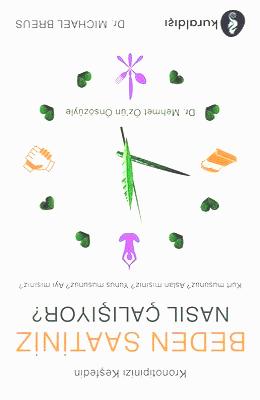 Kronotipinizi Keşfedin
BEDEN SAATİNİZ
NASIL ÇALIŞIYOR?
Kurt musunuz? Aslan mısınız? Yunus musunuz? Ayı mısınız?
Dr. Mehmet Öz'ün Önsözüyle
kuraldışı
Dr. MICHAEL BREUS